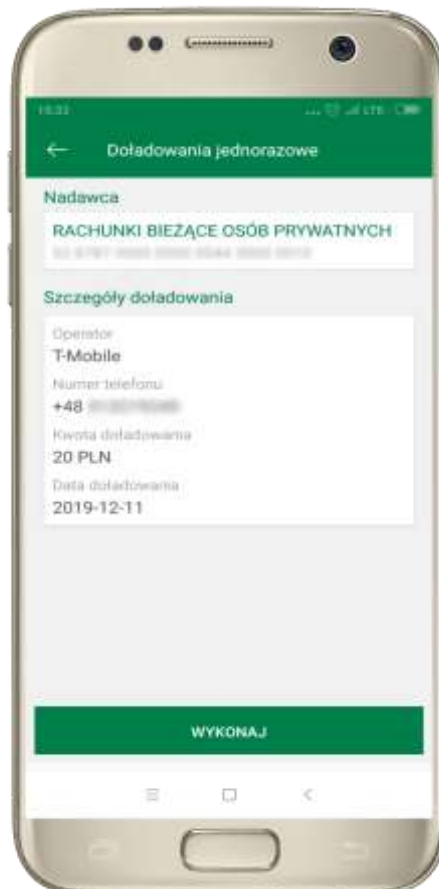 LTE
Doładowania jednorazowe
Nadawca
RACHUNKI BIEŻĄCE OSÓB PRYWATNYCH
Szczegóły doładowania
Operator
T-Mobile
Numer telefonu
+48
Kwota doładowania
20 PLN
Data doładowania
2019-12-11
WYKONAJ